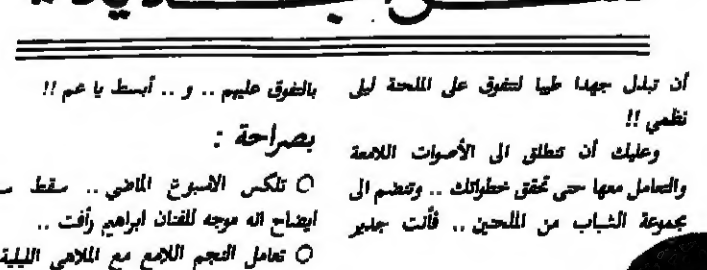 أن تبذل جهدا طيبا لتتفوق على الملحنة ليلى
نظمي !!
وعليك أن تنطلق الى الأصوات اللامعة
والتعامل معها حتى تحقق خطواتك .. وتنضم الى
مجموعة الشباب من الملحنين .. فأنت جدير
بالتفوق عليهم .. و .. أبسط يا عم !!
بصراحة :
○ تلكس الاسبوع الماضي .. سقط
ايضاح انه موجه للفنان ابراهيم رأفت ..
○ تعامل النجم اللامع مع الملاهي الليلية